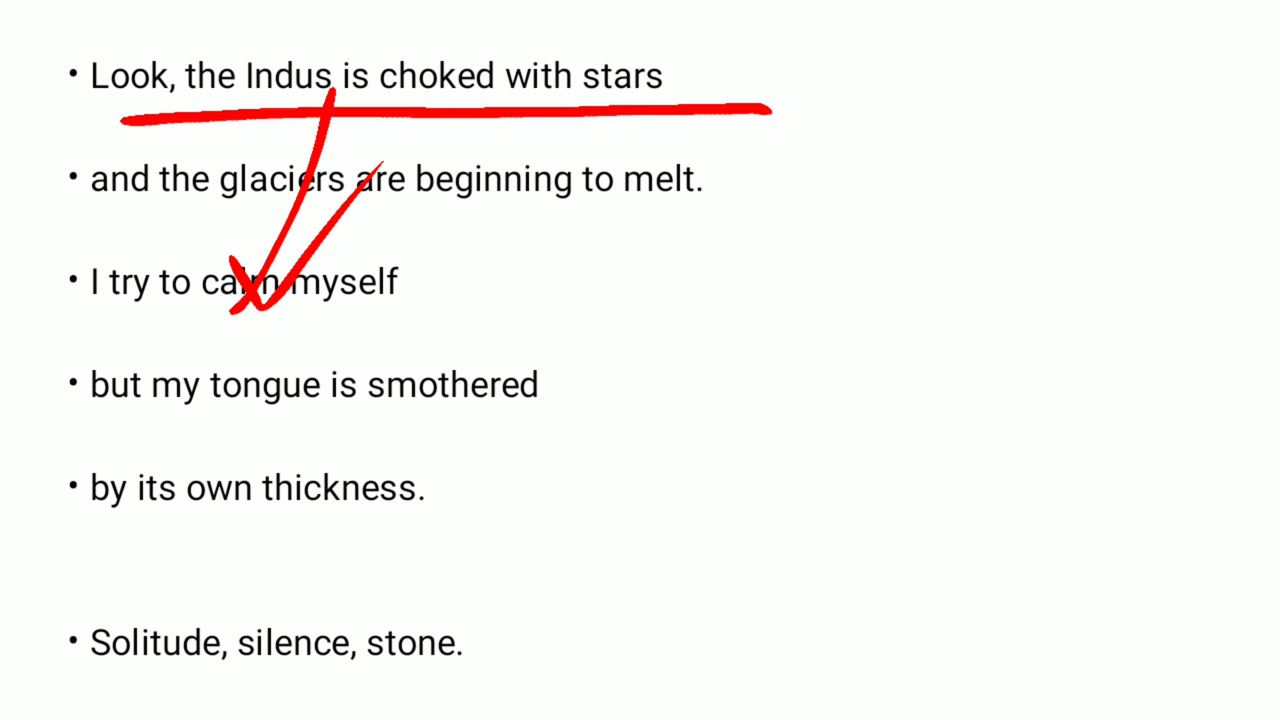 • Look, the Indus is choked with stars
• and the glaciers are beginning to melt.
• I try to calm myself
• but my tongue is smothered
• by its own thickness.
• Solitude, silence, stone.